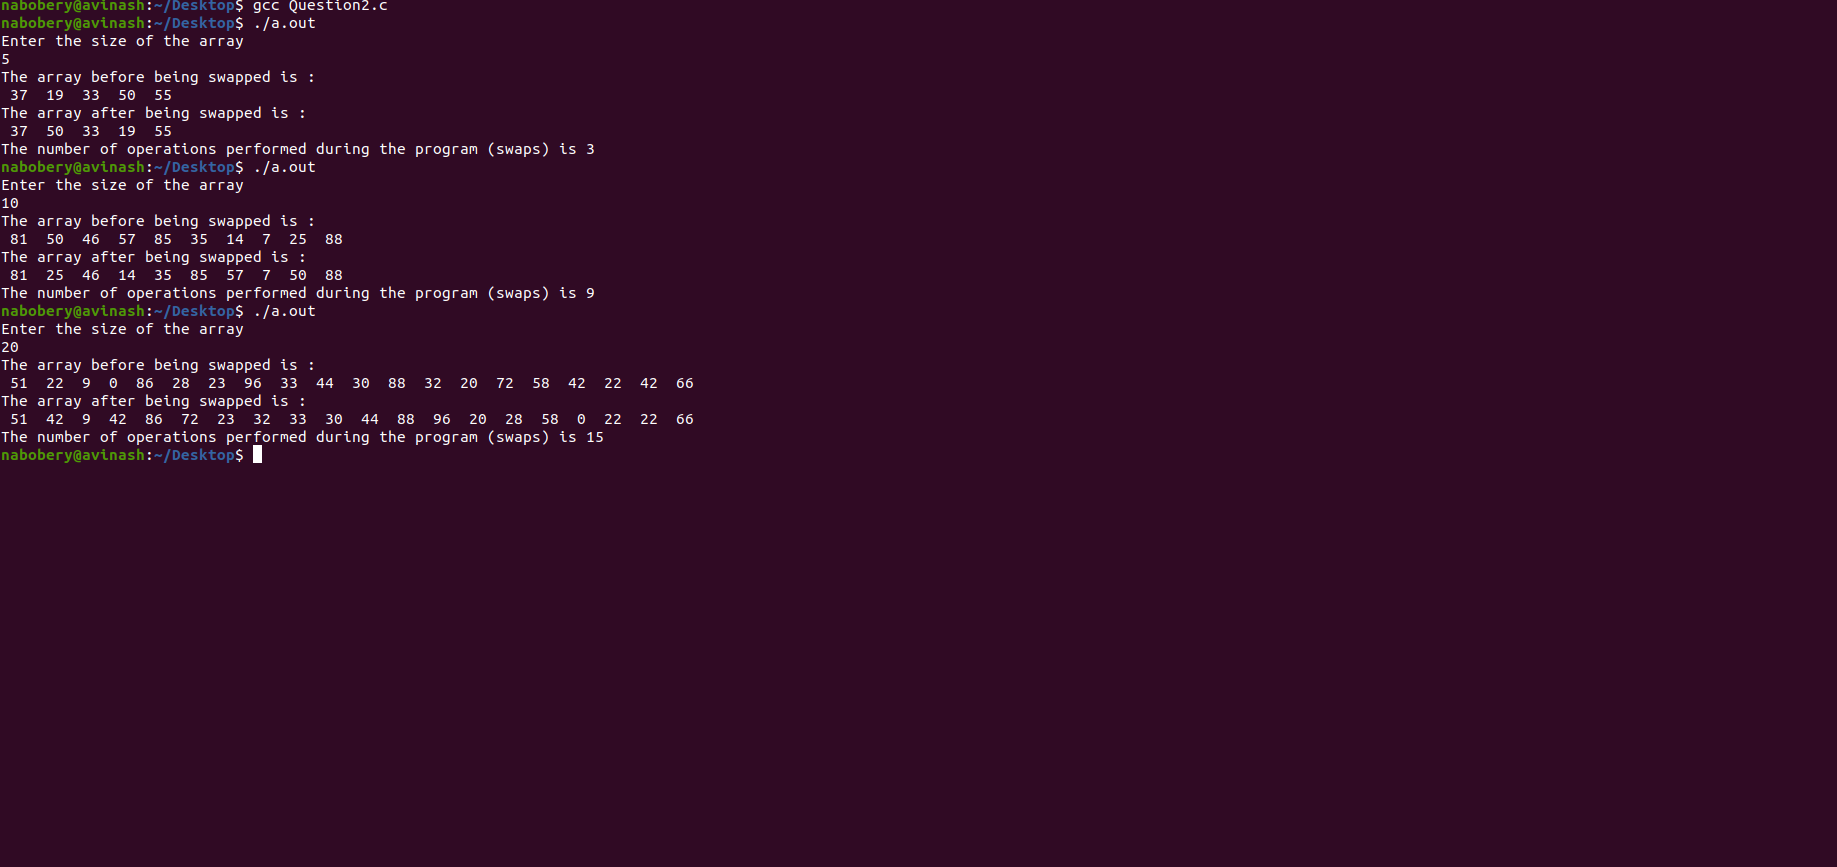 nabobery@avinash:~/Desktop$ gcc Question2.c
nabobery@avinash:~/Desktop$ ./a.out
Enter the size of the array
5
The array before being swapped is :
 37  19  33  50  55
The array after being swapped is :
 37  50  33  19  55
The number of operations performed during the program (swaps) is 3
nabobery@avinash:~/Desktop$ ./a.out
Enter the size of the array
10
The array before being swapped is :
 81  50  46  57  85  35  14  7  25  88
The array after being swapped is :
 81  25  46  14  35  85  57  7  50  88
The number of operations performed during the program (swaps) is 9
nabobery@avinash:~/Desktop$ ./a.out
Enter the size of the array
20
The array before being swapped is :
 51  22  9  0  86  28  23  96  33  44  30  88  32  20  72  58  42  22  42  66
The array after being swapped is :
 51  42  9  42  86  72  23  32  33  30  44  88  96  20  28  58  0  22  22  66
The number of operations performed during the program (swaps) is 15
nabobery@avinash:~/Desktop$